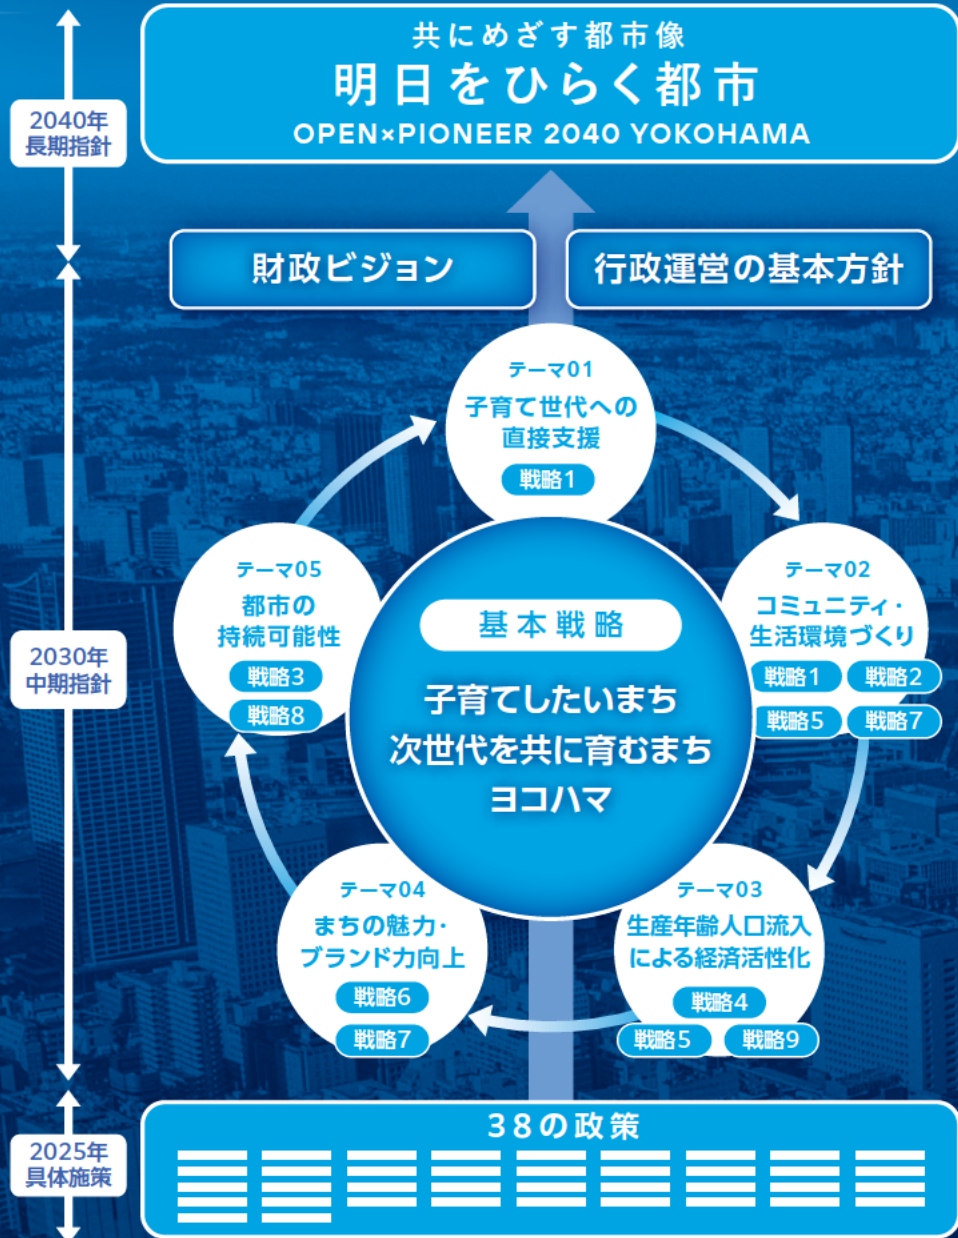 共にめざす都市像
明日をひらく都市
OPEN×PIONEER 2040 YOKOHAMA
2040年
長期指針
財政ビジョン
行政運営の基本方針
テーマ01
子育て世代への
直接支援
戦略1
テーマ05
都市の
持続可能性
戦略3
戦略8
テーマ02
コミュニティ・
生活環境づくり
戦略1 戦略2
戦略5 戦略7
基本戦略
子育てしたいまち
次世代を共に育むまち
ヨコハマ
2030年
中期指針
テーマ04
まちの魅力・
ブランド力向上
戦略6
戦略7
テーマ03
生産年齢人口流入
による経済活性化
戦略4
戦略5 戦略9
38の政策
2025年
具体施策